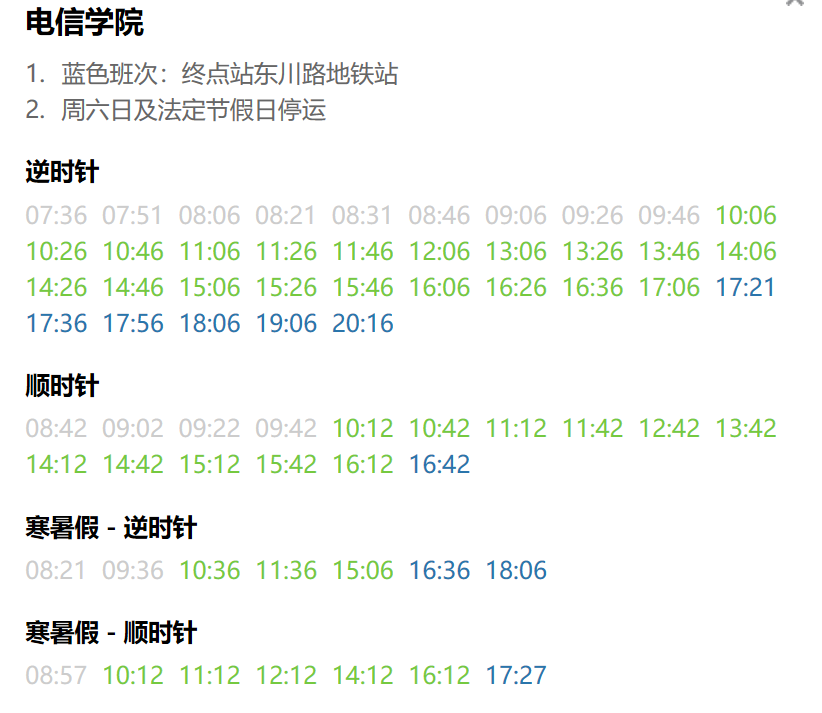 电信学院
1. 蓝色班次：终点站东川路地铁站
2. 周六日及法定节假日停运
逆时针
07:36 07:51 08:06 08:21 08:31 08:46 09:06 09:26 09:46 10:06
10:26 10:46 11:06 11:26 11:46 12:06 13:06 13:26 13:46 14:06
14:26 14:46 15:06 15:26 15:46 16:06 16:26 16:36 17:06 17:21
17:36 17:56 18:06 19:06 20:16
顺时针
08:42 09:02 09:22 09:42 10:12 10:42 11:12 11:42 12:42 13:42
14:12 14:42 15:12 15:42 16:12 16:42
寒暑假 - 逆时针
08:21 09:36 10:36 11:36 15:06 16:36 18:06
寒暑假 - 顺时针
08:57 10:12 11:12 12:12 14:12 16:12 17:27